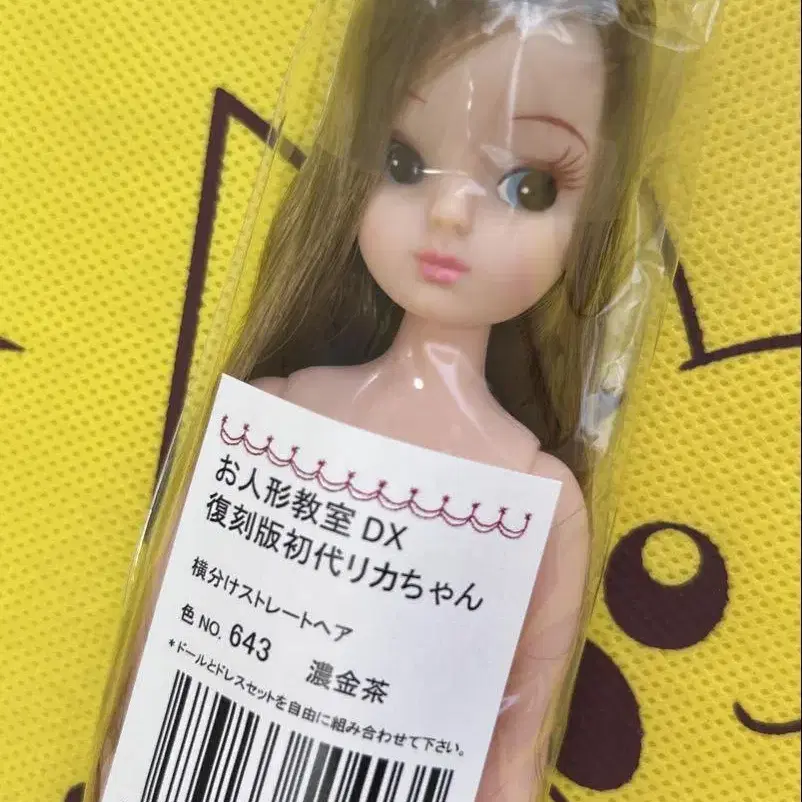 お人形教室 DX
復刻版初代リカちゃん
横分けストレートヘア
色 NO. 643 濃金茶
*ドールとドレスセットを自由に組み合わせて下さい。